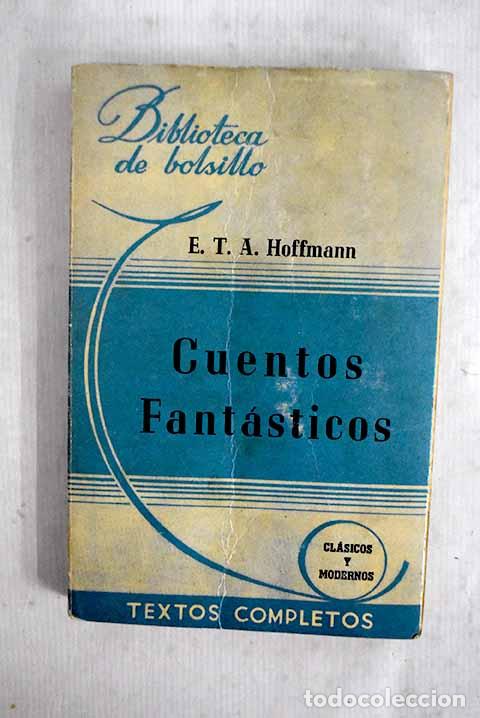 Biblioteca
de bolsillo
E. T. A. Hoffmann
Cuentos
Fantásticos
CLÁSICOS
Y
MODERNOS
TEXTOS COMPLETOS
todocoleccion